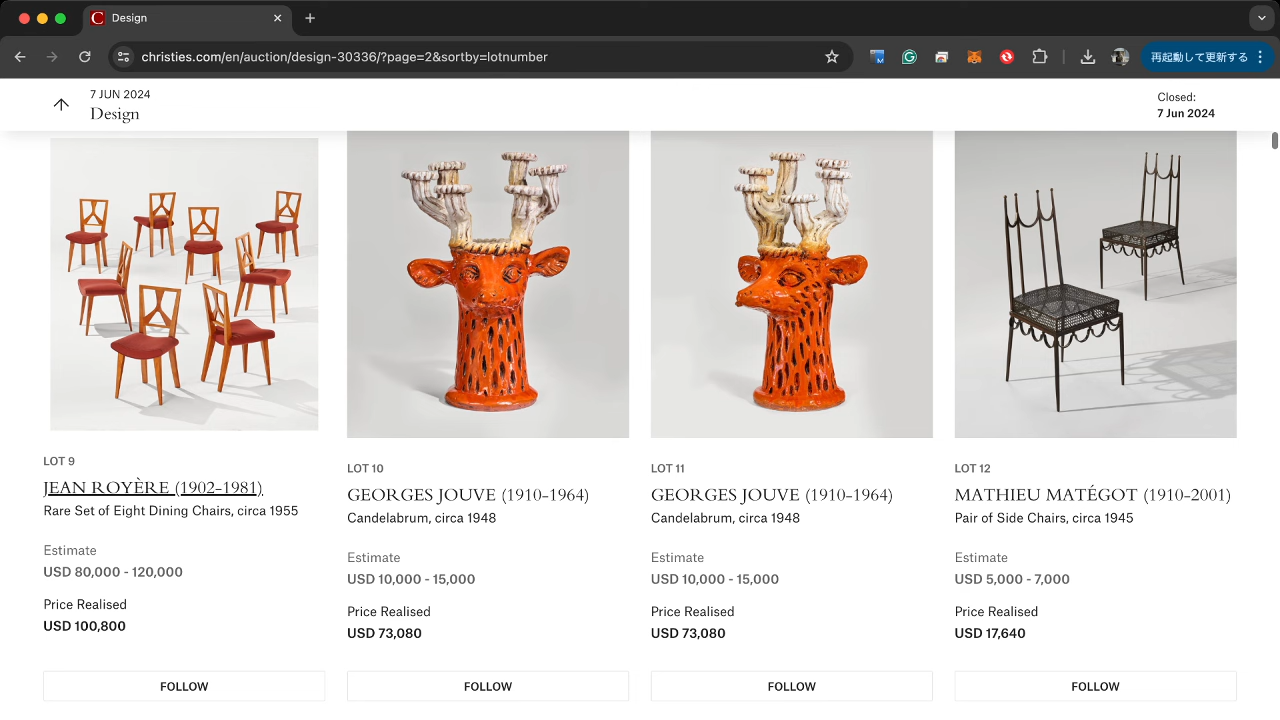 Design
christies.com/en/auction/design-30336/?page=2&sortby=lotnumber
再起動して更新する
7 JUN 2024
Design
Closed:
7 Jun 2024
LOT 9
JEAN ROYÈRE (1902-1981)
Rare Set of Eight Dining Chairs, circa 1955
Estimate
USD 80,000 - 120,000
Price Realised
USD 100,800
FOLLOW
LOT 10
GEORGES JOUVE (1910-1964)
Candelabrum, circa 1948
Estimate
USD 10,000 - 15,000
Price Realised
USD 73,080
FOLLOW
LOT 11
GEORGES JOUVE (1910-1964)
Candelabrum, circa 1948
Estimate
USD 10,000 - 15,000
Price Realised
USD 73,080
FOLLOW
LOT 12
MATHIEU MATÉGOT (1910-2001)
Pair of Side Chairs, circa 1945
Estimate
USD 5,000 - 7,000
Price Realised
USD 17,640
FOLLOW